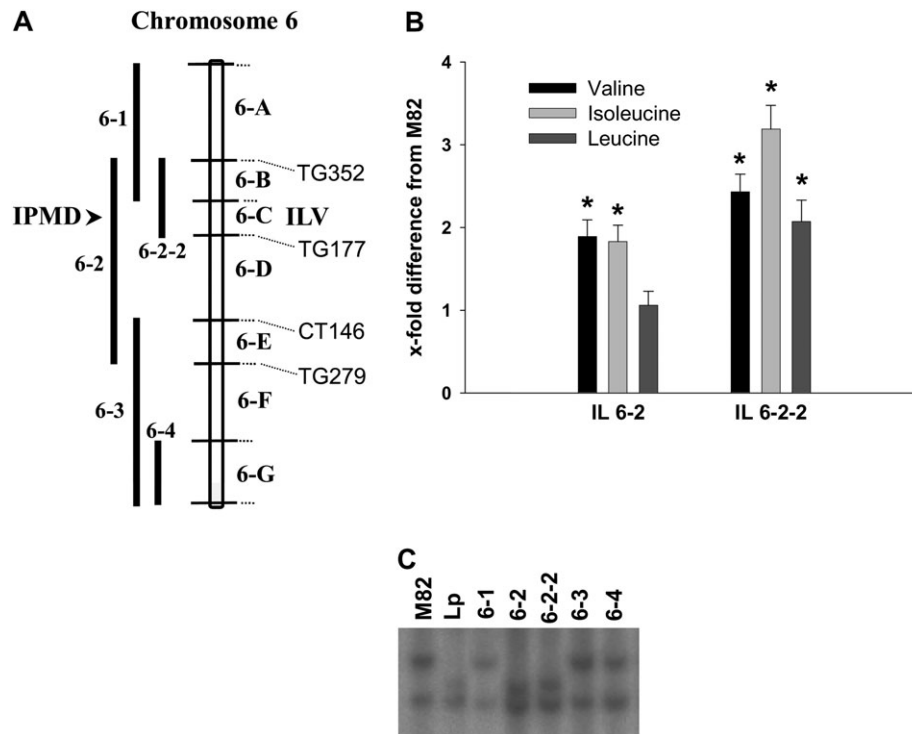 A
Chromosome 6
6-1
6-A
6-B
TG352
IPMD
6-C
ILV
6-2
6-2-2
TG177
6-D
CT146
6-E
TG279
6-3
6-F
6-4
6-G
B
x-fold difference from M82
4
3
2
1
0
Valine
Isoleucine
Leucine
* * * * *
IL 6-2
IL 6-2-2
C
M82 Lp 6-1 6-2 6-2-2 6-3 6-4